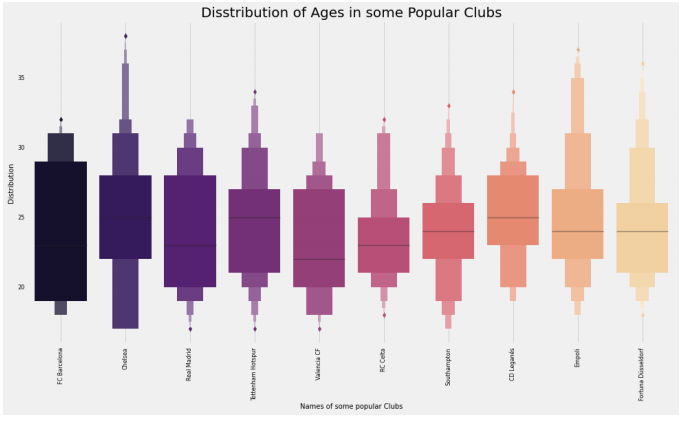 Disstribution of Ages in some Popular Clubs
35
30
25
20
Distribution
FC Barcelona
Chelsea
Real Madrid
Tottenham Hotspur
Valencia CF
RC Celta
Southampton
CD Leganés
Empoli
Fortuna Düsseldorf
Names of some popular Clubs